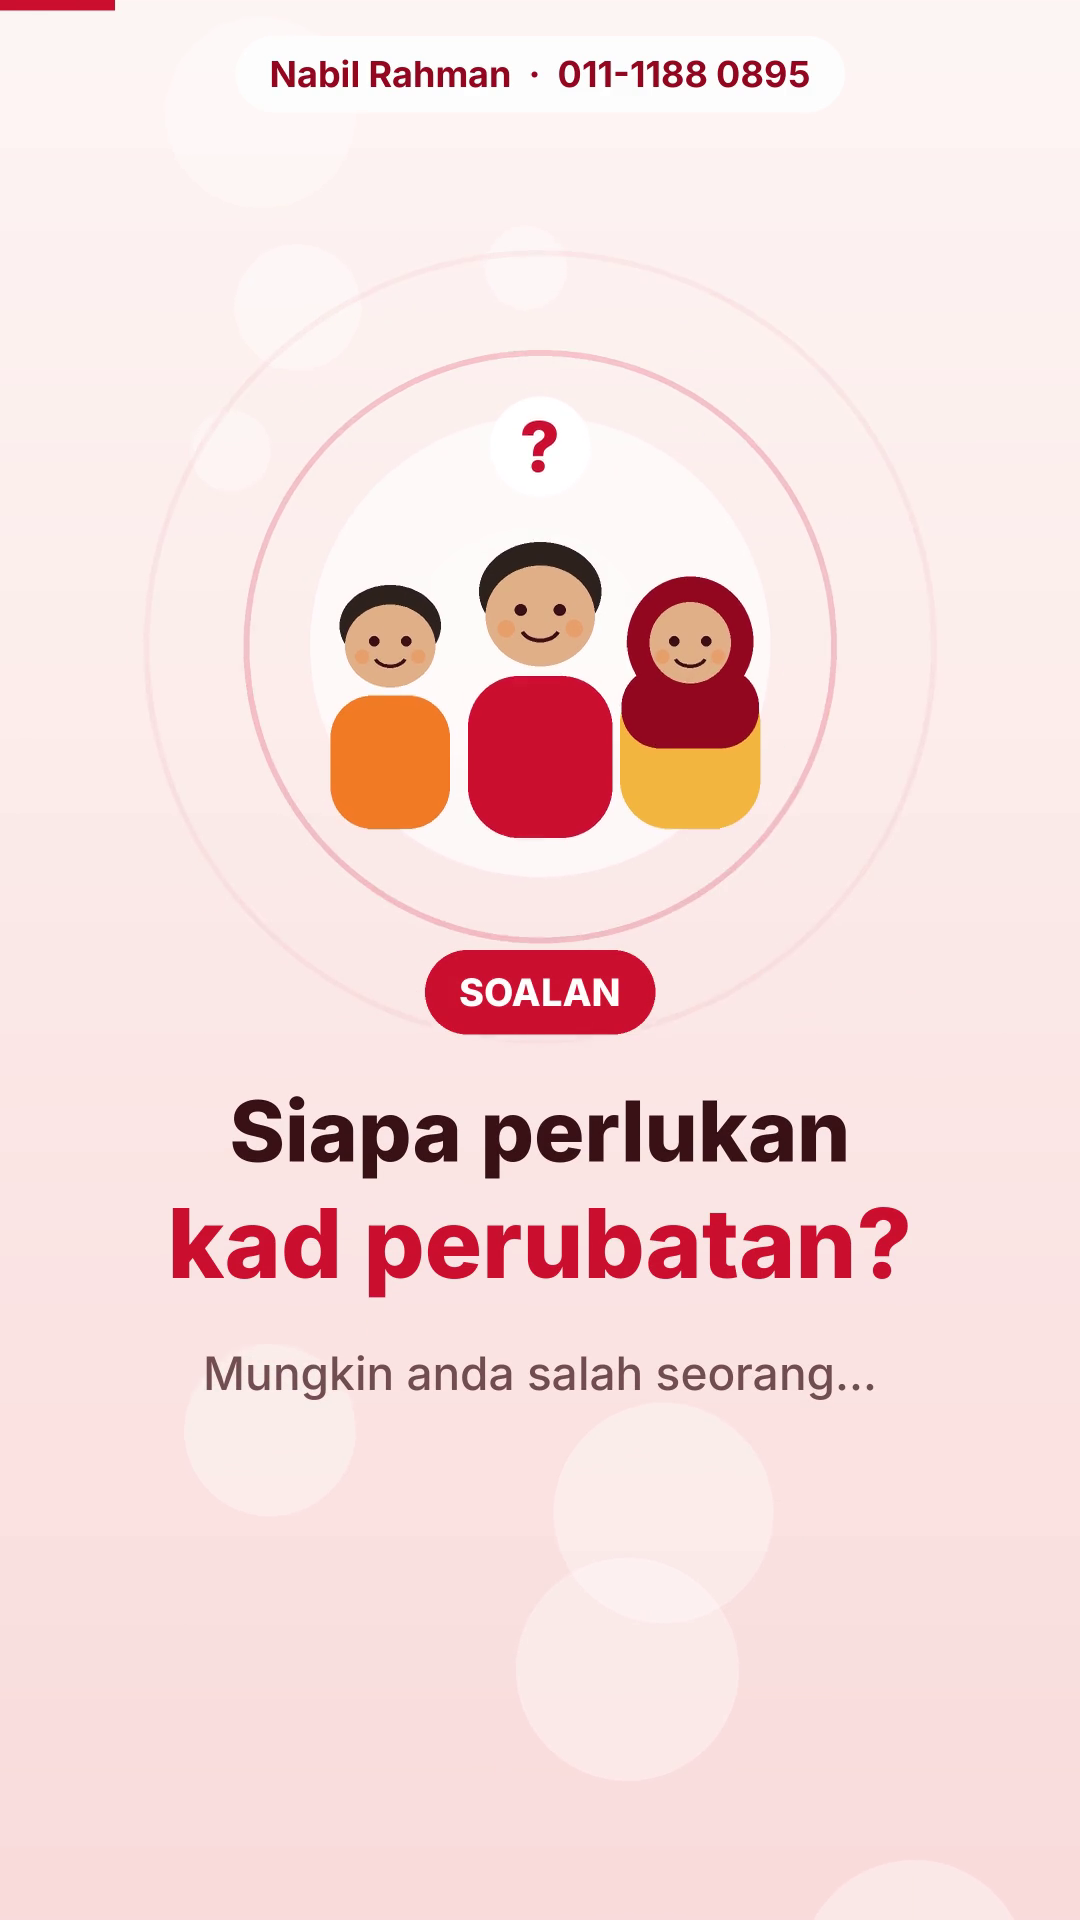 Nabil Rahman · 011-1188 0895
?
SOALAN
Siapa perlukan
kad perubatan?
Mungkin anda salah seorang...